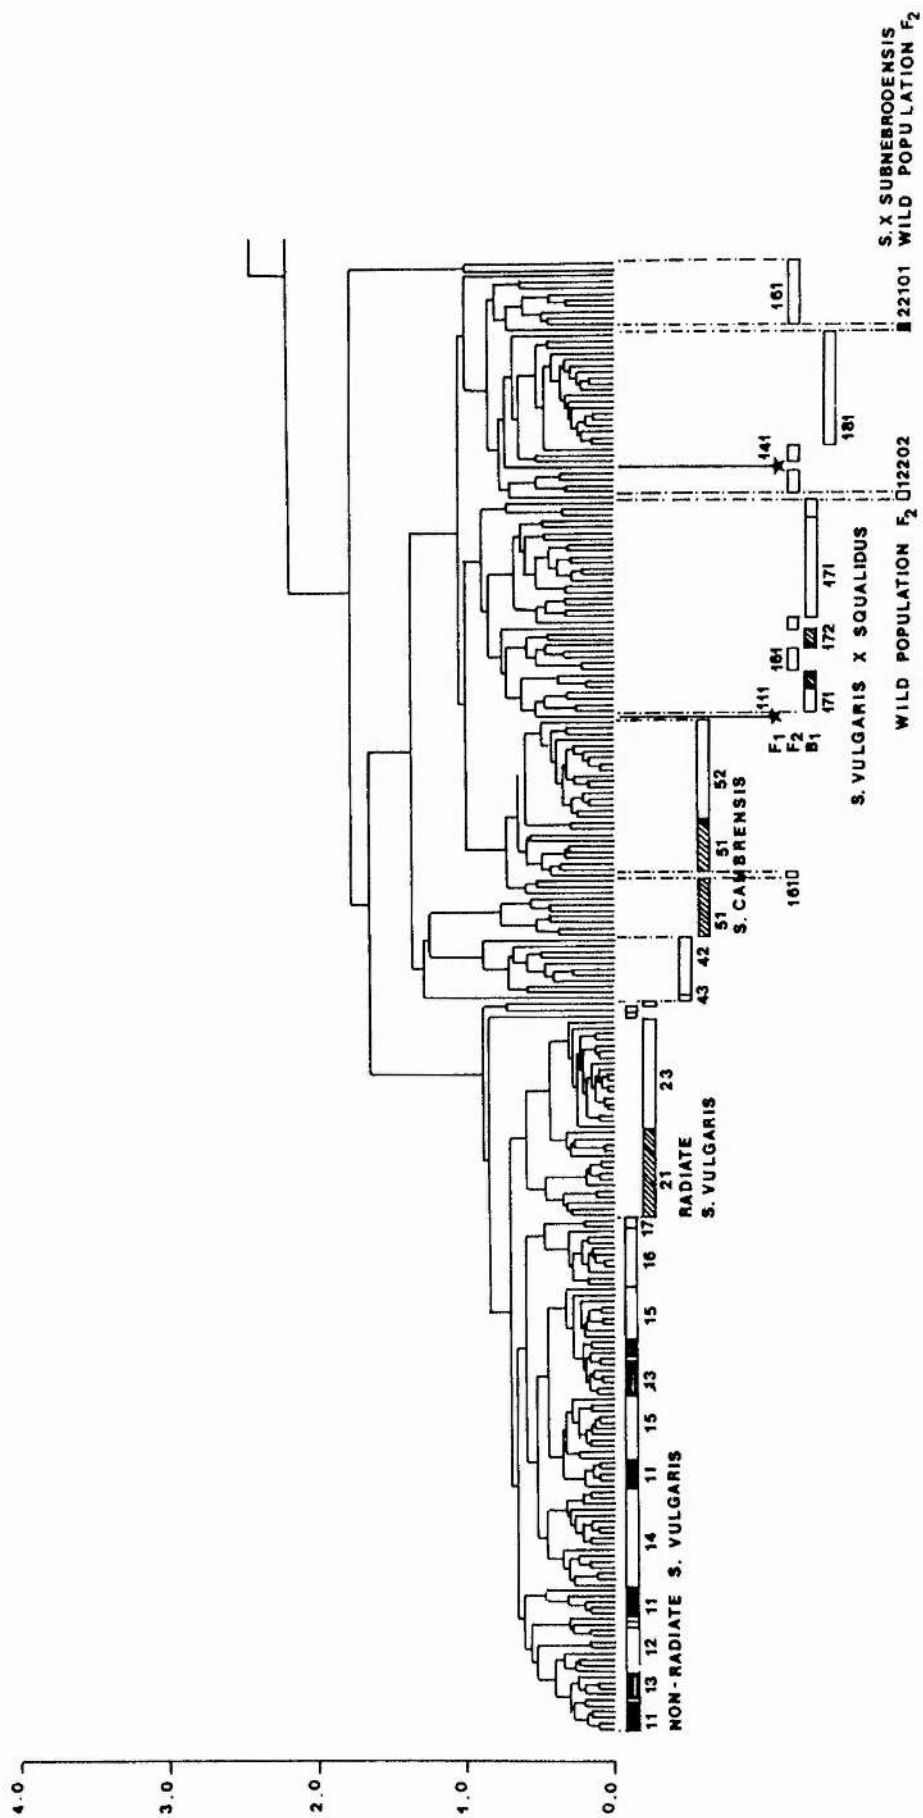 4.0
3.0
2.0
1.0
0.0
11 13 12 11 14 11 15 13 15 16 17
NON-RADIATE S. VULGARIS
21 23
RADIATE
S. VULGARIS
43 42
51 51 52
S. CAMBRENSIS
161
F1
F2
B1
111
171 161 172 171
141
181
161
S. VULGARIS X SQUALIDUS
WILD POPULATION F2 12202
22101
S. X SUBNEBRODENSIS
WILD POPULATION F2